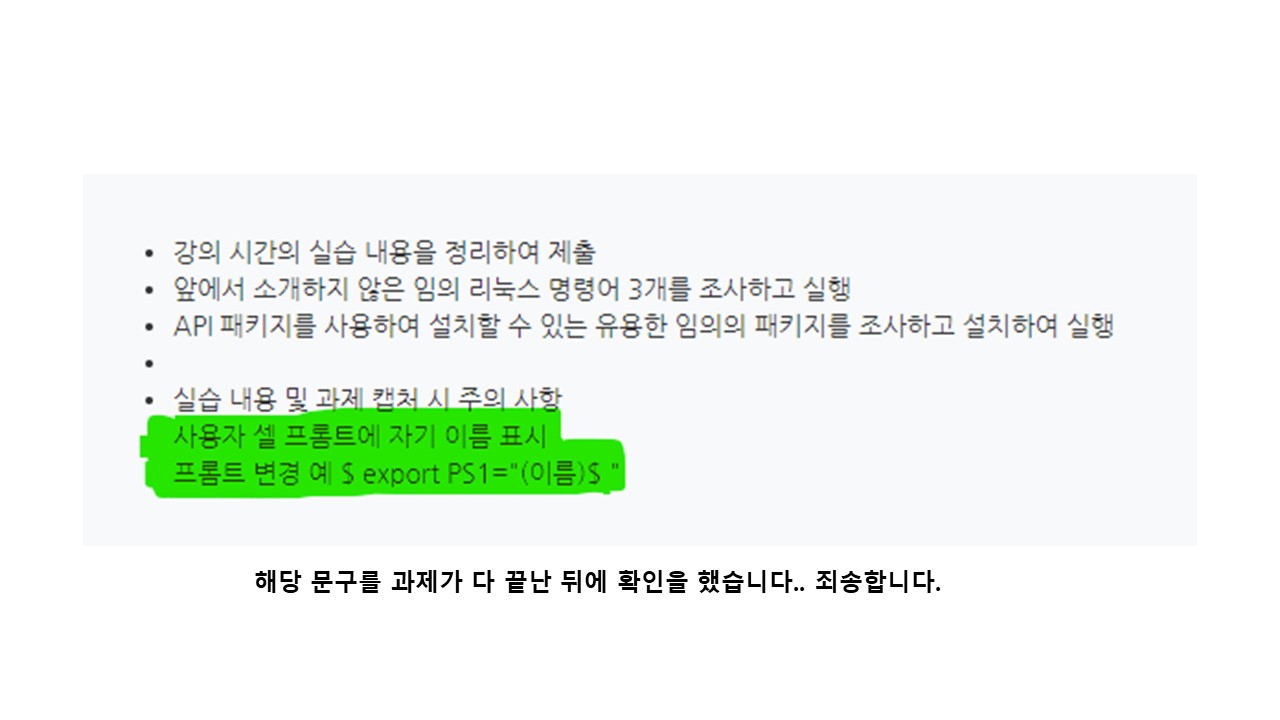 • 강의 시간의 실습 내용을 정리하여 제출
• 앞에서 소개하지 않은 임의 리눅스 명령어 3개를 조사하고 실행
• API 패키지를 사용하여 설치할 수 있는 유용한 임의의 패키지를 조사하고 설치하여 실행
•
• 실습 내용 및 과제 캡처 시 주의 사항
사용자 셸 프롬트에 자기 이름 표시
프롬트 변경 예 $ export PS1="(이름)$ "
해당 문구를 과제가 다 끝난 뒤에 확인을 했습니다.. 죄송합니다.